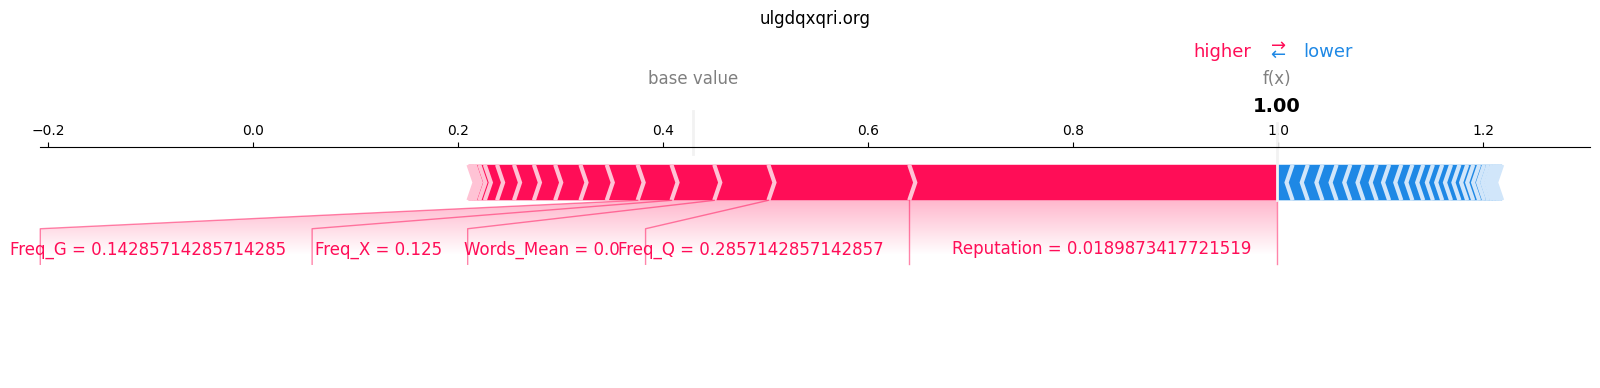 ulgdqxqri.org
higher ⇄ lower
base value f(x)
1.00
−0.2 0.0 0.2 0.4 0.6 0.8 1.0 1.2
Freq_G = 0.14285714285714285 Freq_X = 0.125 Words_Mean = 0.0 Freq_Q = 0.2857142857142857 Reputation = 0.0189873417721519